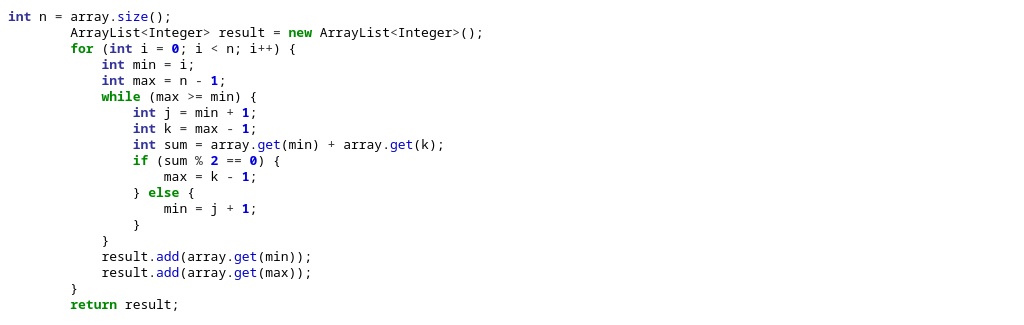 int n = array.size();
        ArrayList<Integer> result = new ArrayList<Integer>();
        for (int i = 0; i < n; i++) {
            int min = i;
            int max = n - 1;
            while (max >= min) {
                int j = min + 1;
                int k = max - 1;
                int sum = array.get(min) + array.get(k);
                if (sum % 2 == 0) {
                    max = k - 1;
                } else {
                    min = j + 1;
                }
            }
            result.add(array.get(min));
            result.add(array.get(max));
        }
        return result;